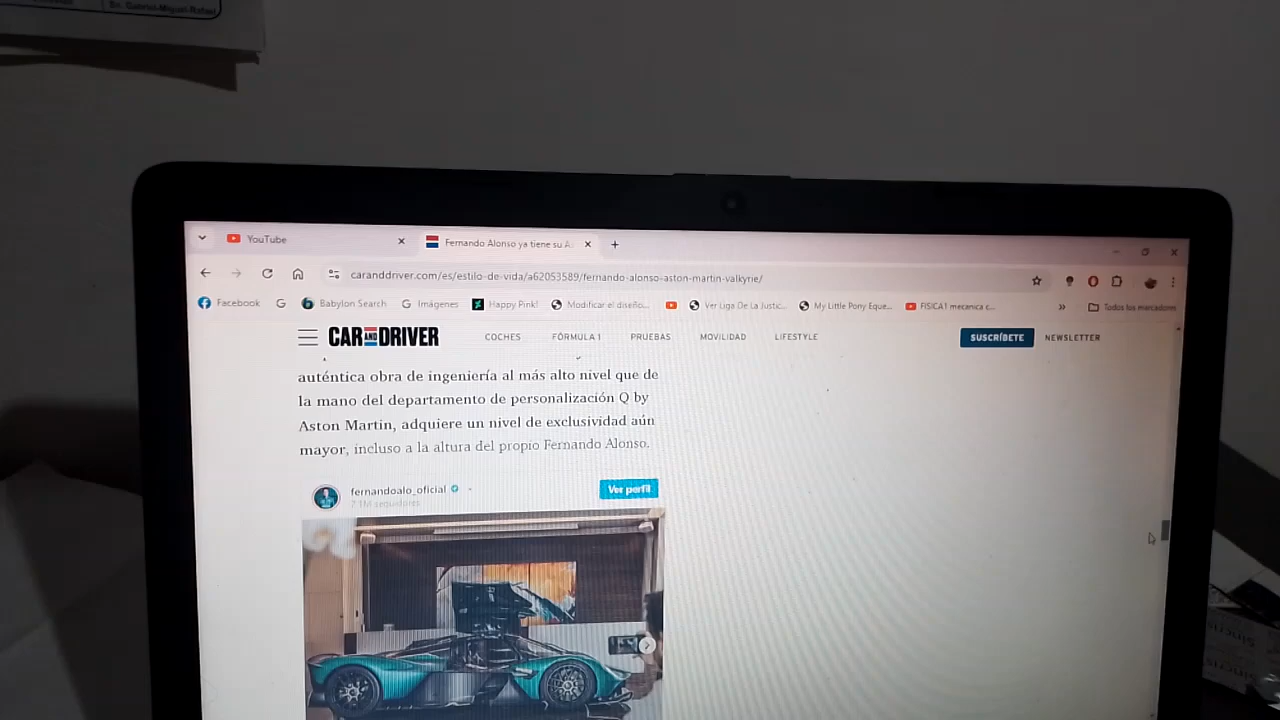 Sn. Gabriel-Miguel-Rafael
YouTube
Fernando Alonso ya tiene su A
caranddriver.com/es/estilo-de-vida/a62053589/fernando-alonso-aston-martin-valkyrie/
Facebook
Babylon Search
Imágenes
Happy Pink!
Modificar el diseño...
Ver Liga De La Justic...
My Little Pony Eque...
FISICA1 mecanica c...
Todos los marcadores
CAR AND DRIVER
COCHES
FÓRMULA 1
PRUEBAS
MOVILIDAD
LIFESTYLE
SUSCRÍBETE
NEWSLETTER
auténtica obra de ingeniería al más alto nivel que de
la mano del departamento de personalización Q by
Aston Martin, adquiere un nivel de exclusividad aún
mayor, incluso a la altura del propio Fernando Alonso.
fernandoalo_oficial
Ver perfil